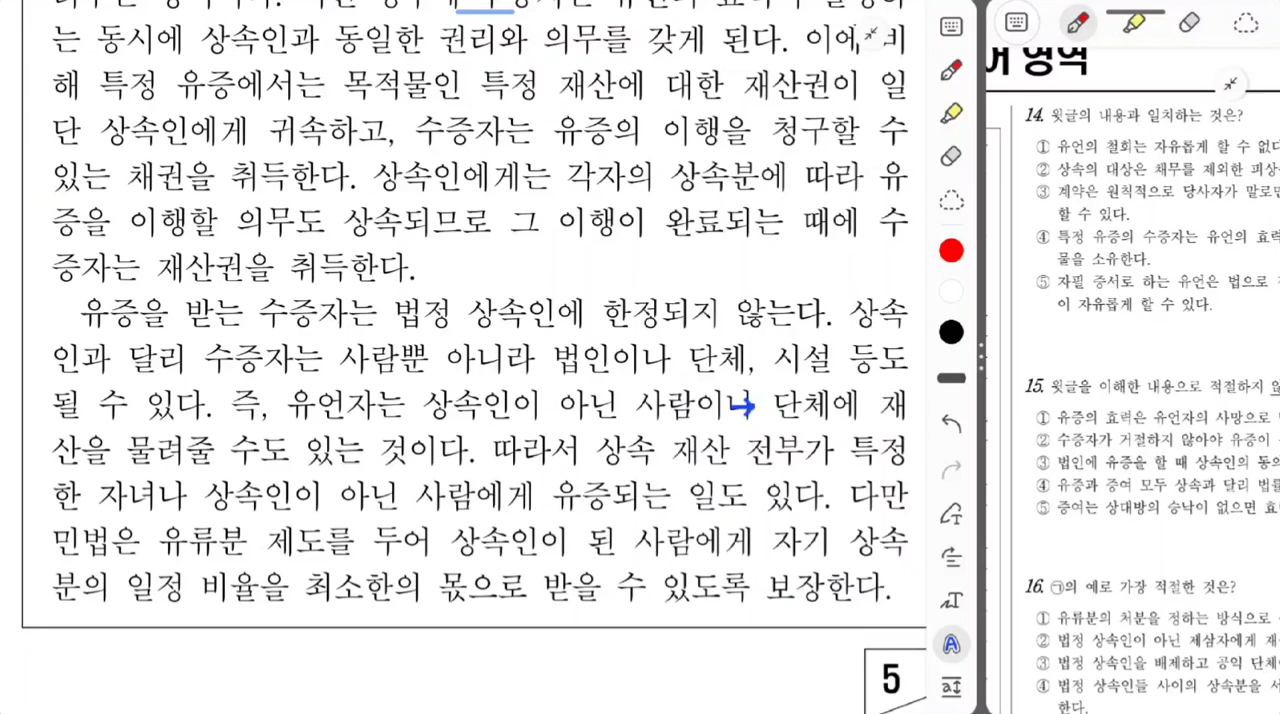 는 동시에 상속인과 동일한 권리와 의무를 갖게 된다. 이에 비
해 특정 유증에서는 목적물인 특정 재산에 대한 재산권이 일
단 상속인에게 귀속하고, 수증자는 유증의 이행을 청구할 수
있는 채권을 취득한다. 상속인에게는 각자의 상속분에 따라 유
증을 이행할 의무도 상속되므로 그 이행이 완료되는 때에 수
증자는 재산권을 취득한다.
유증을 받는 수증자는 법정 상속인에 한정되지 않는다. 상속
인과 달리 수증자는 사람뿐 아니라 법인이나 단체, 시설 등도
될 수 있다. 즉, 유언자는 상속인이 아닌 사람이나 단체에 재
산을 물려줄 수도 있는 것이다. 따라서 상속 재산 전부가 특정
한 자녀나 상속인이 아닌 사람에게 유증되는 일도 있다. 다만
민법은 유류분 제도를 두어 상속인이 된 사람에게 자기 상속
분의 일정 비율을 최소한의 몫으로 받을 수 있도록 보장한다.
5
어 영역
14. 윗글의 내용과 일치하는 것은?
① 유언의 철회는 자유롭게 할 수 없다
② 상속의 대상은 채무를 제외한 피상
③ 계약은 원칙적으로 당사자가 말로만
할 수 있다.
④ 특정 유증의 수증자는 유언의 효력
물을 소유한다.
⑤ 자필 증서로 하는 유언은 법으로
이 자유롭게 할 수 있다.
15. 윗글을 이해한 내용으로 적절하지 않
① 유증의 효력은 유언자의 사망으로
② 수증자가 거절하지 않아야 유증이
③ 법인에 유증을 할 때 상속인의 동의
④ 유증과 증여 모두 상속과 달리 법률
⑤ 증여는 상대방의 승낙이 없으면 효
16. ㉠의 예로 가장 적절한 것은?
① 유류분의 처분을 정하는 방식으로
② 법정 상속인이 아닌 제삼자에게 재
③ 법정 상속인을 배제하고 공익 단체
④ 법정 상속인들 사이의 상속분을 서
한다.